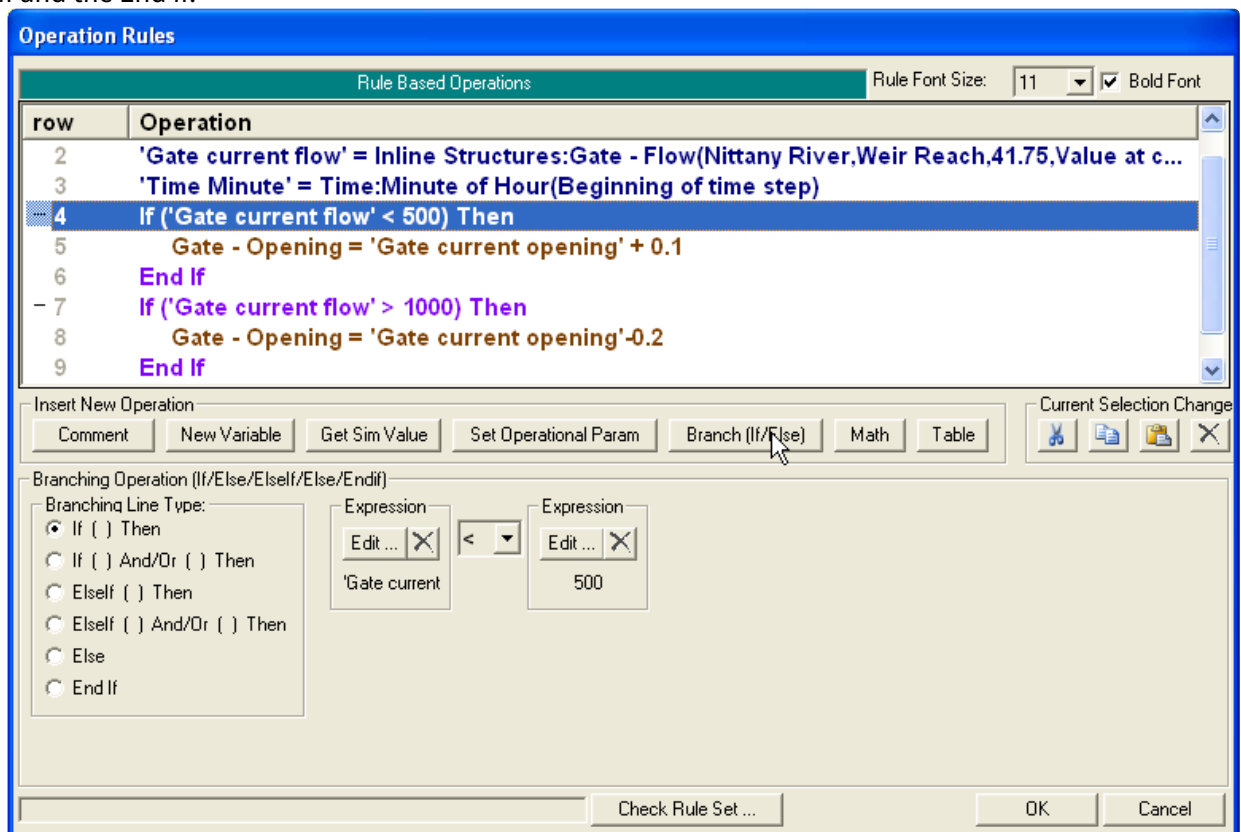 and the End If.
Operation Rules
Rule Based Operations Rule Font Size: 11 Bold Font
row Operation
2 'Gate current flow' = Inline Structures:Gate - Flow(Nittany River,Weir Reach,41.75,Value at c...
3 'Time Minute' = Time:Minute of Hour(Beginning of time step)
4 If ('Gate current flow' < 500) Then
5 Gate - Opening = 'Gate current opening' + 0.1
6 End If
7 If ('Gate current flow' > 1000) Then
8 Gate - Opening = 'Gate current opening'-0.2
9 End If
Insert New Operation Current Selection Change
Comment New Variable Get Sim Value Set Operational Param Branch (If/Else) Math Table
Branching Operation (If/Else/ElseIf/Else/Endif)
Branching Line Type: Expression Expression
If ( ) Then Edit ... < Edit ...
If ( ) And/Or ( ) Then 'Gate current 500
ElseIf ( ) Then
ElseIf ( ) And/Or ( ) Then
Else
End If
Check Rule Set ... OK Cancel